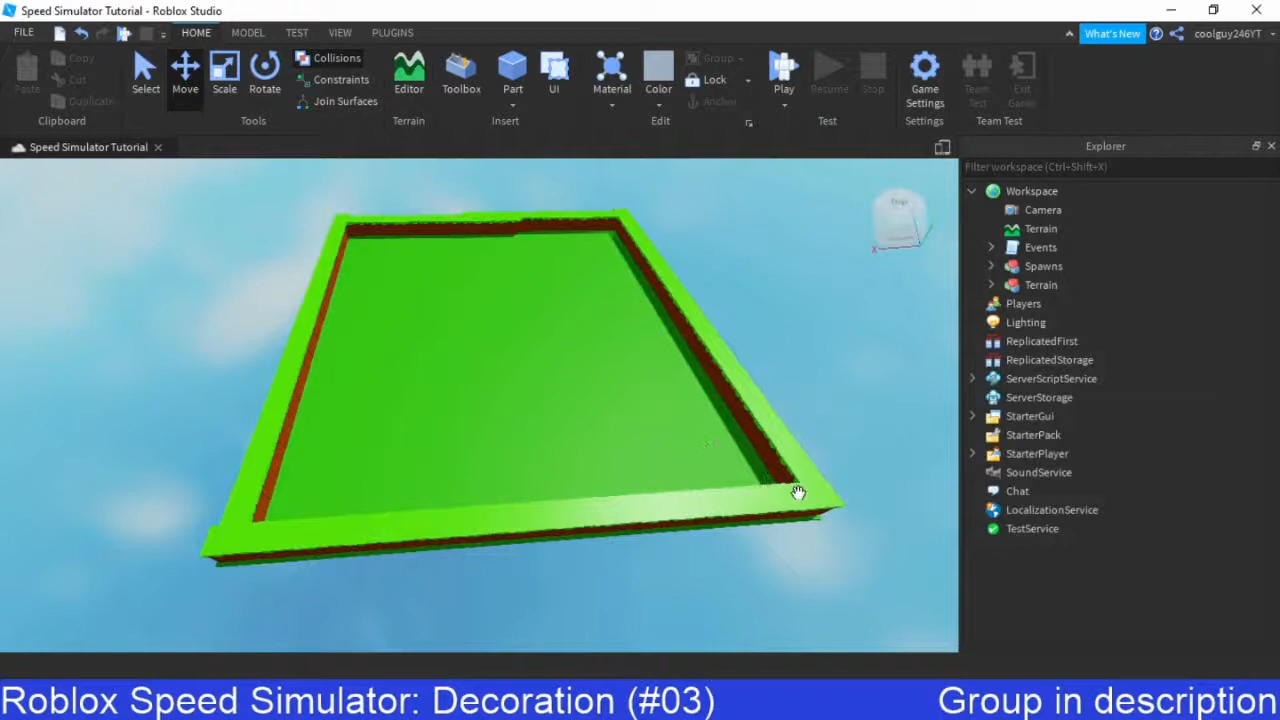 Speed Simulator Tutorial - Roblox Studio
FILE HOME MODEL TEST VIEW PLUGINS What's New coolguy246YT
Paste
Copy
Cut
Duplicate
Clipboard
Select
Move
Scale
Rotate
Collisions
Constraints
Join Surfaces
Tools
Editor
Terrain
Toolbox
Part
UI
Insert
Material
Color
Group
Lock
Anchor
Edit
Play
Resume
Stop
Test
Game
Settings
Settings
Team
Test
Exit
Game
Team Test
Speed Simulator Tutorial
Explorer
Filter workspace (Ctrl+Shift+X)
Workspace
Camera
Terrain
Events
Spawns
Terrain
Players
Lighting
ReplicatedFirst
ReplicatedStorage
ServerScriptService
ServerStorage
StarterGui
StarterPack
StarterPlayer
SoundService
Chat
LocalizationService
TestService
X
Roblox Speed Simulator: Decoration (#03) Group in description